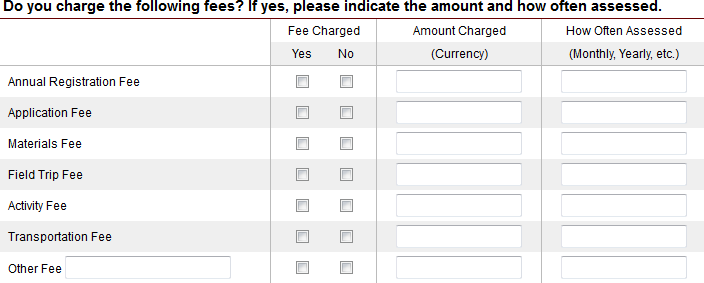 Do you charge the following fees? If yes, please indicate the amount and how often assessed.
Fee Charged Amount Charged How Often Assessed
Yes No (Currency) (Monthly, Yearly, etc.)
Annual Registration Fee
Application Fee
Materials Fee
Field Trip Fee
Activity Fee
Transportation Fee
Other Fee